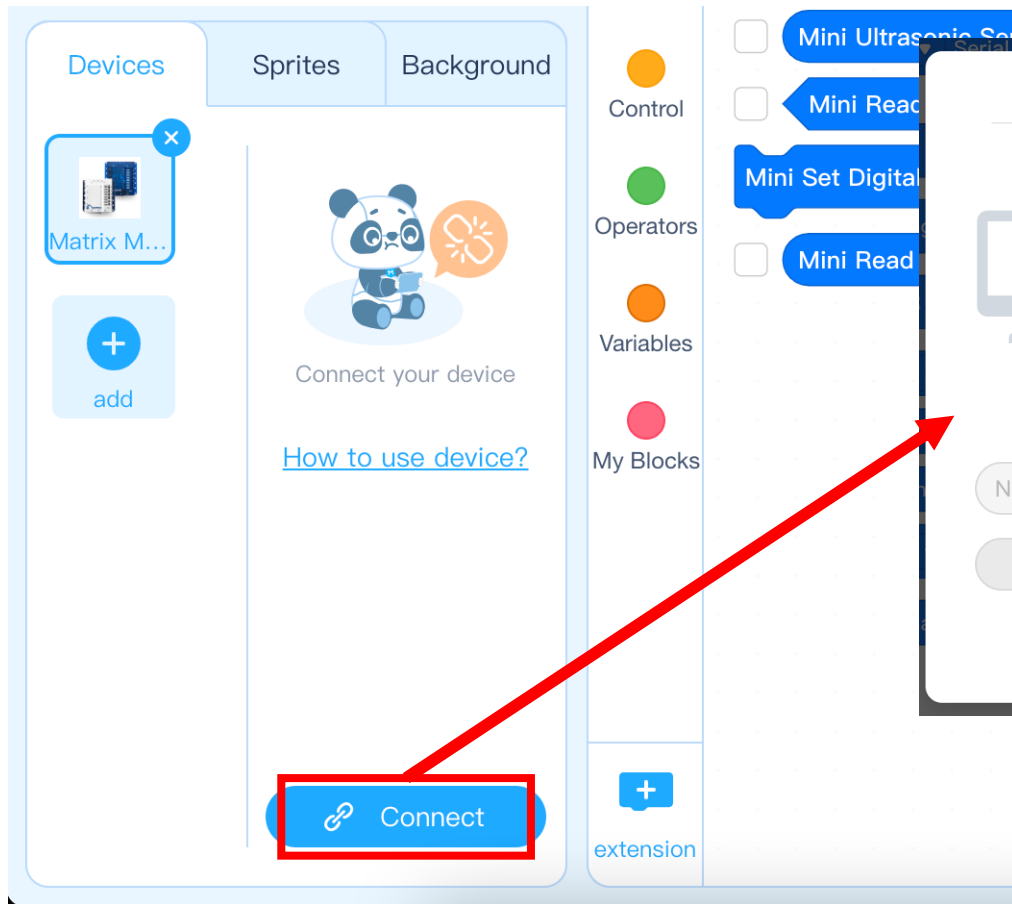 Devices
Sprites
Background
Matrix M...
add
Connect your device
How to use device?
Connect
Control
Operators
Variables
My Blocks
extension
Mini Ultrasonic
Serial
Mini Read
Mini Set Digital
Mini Read
N